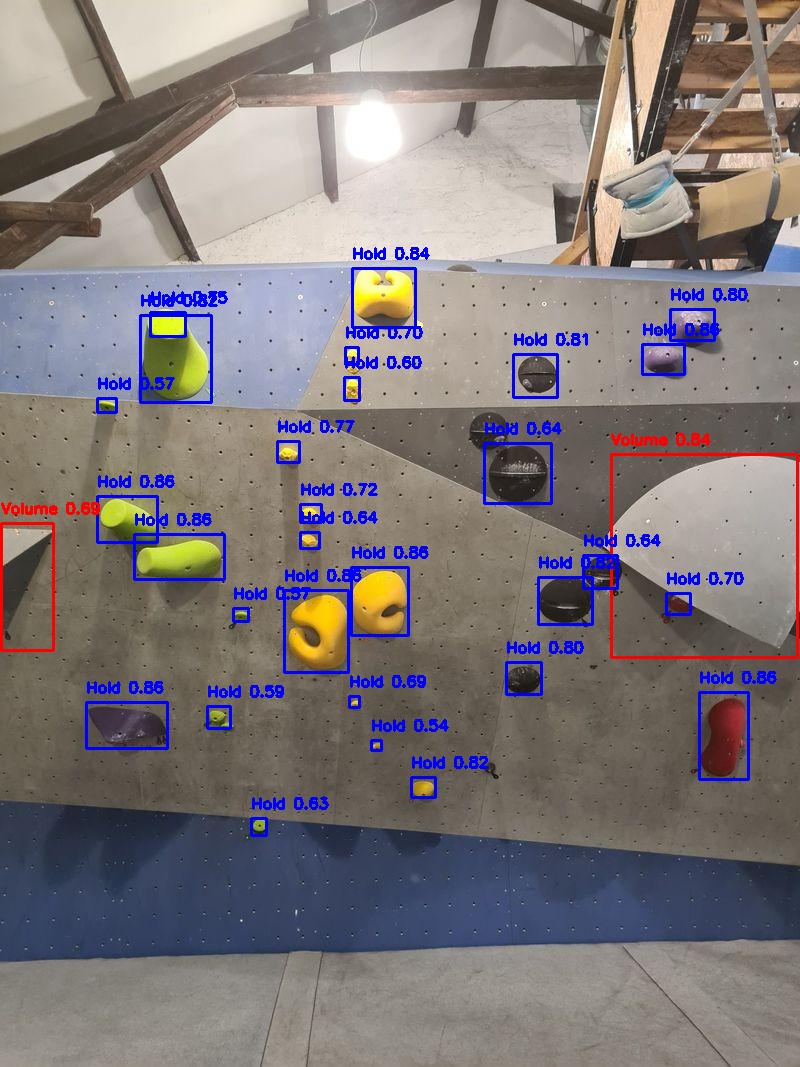 Hold 0.84
Hold 0.75
Hold 0.82
Hold 0.80
Hold 0.86
Hold 0.70
Hold 0.81
Hold 0.60
Hold 0.57
Hold 0.77
Hold 0.64
Volume 0.84
Hold 0.86
Hold 0.72
Volume 0.69
Hold 0.86
Hold 0.64
Hold 0.64
Hold 0.86
Hold 0.82
Hold 0.86
Hold 0.70
Hold 0.57
Hold 0.80
Hold 0.86
Hold 0.69
Hold 0.86
Hold 0.59
Hold 0.54
Hold 0.82
Hold 0.63